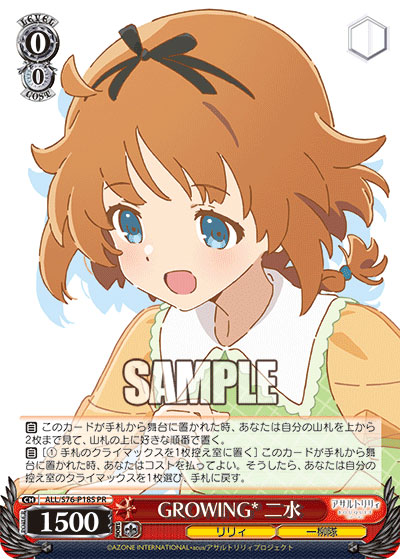 LEVEL
0
0
COST
SAMPLE
自 このカードが手札から舞台に置かれた時、あなたは自分の山札を上から
2枚まで見て、山札の上に好きな順番で置く。
自 [① 手札のクライマックスを1枚控え室に置く] このカードが手札から舞台
に置かれた時、あなたはコストを払ってよい。そうしたら、あなたは自分の控
え室のクライマックスを1枚選び、手札に戻す。
CH ALL/S76-P18S PR
POWER
1500
GROWING* 二水
アサルトリリィ
リリィ
一柳隊
©AZONE INTERNATIONAL・acus/アサルトリリィプロジェクト